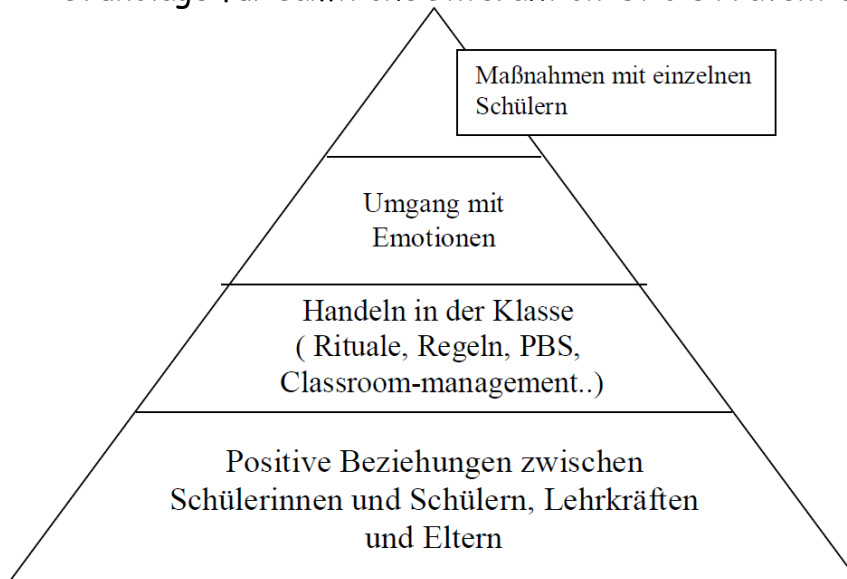 Maßnahmen mit einzelnen
Schülern
Umgang mit
Emotionen
Handeln in der Klasse
( Rituale, Regeln, PBS,
Classroom-management..)
Positive Beziehungen zwischen
Schülerinnen und Schülern, Lehrkräften
und Eltern